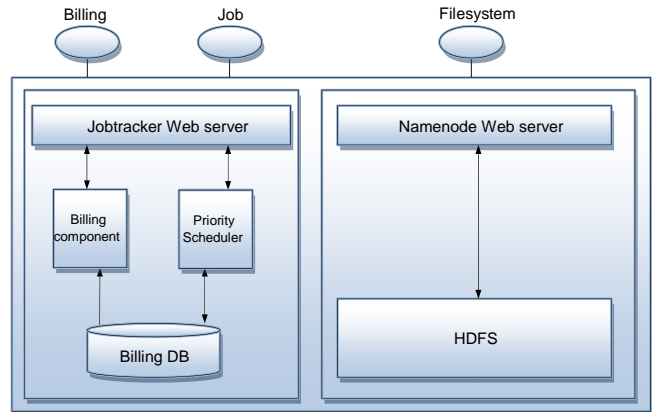 Billing
Job
Filesystem
Jobtracker Web server
Namenode Web server
Billing
component
Priority
Scheduler
Billing DB
HDFS